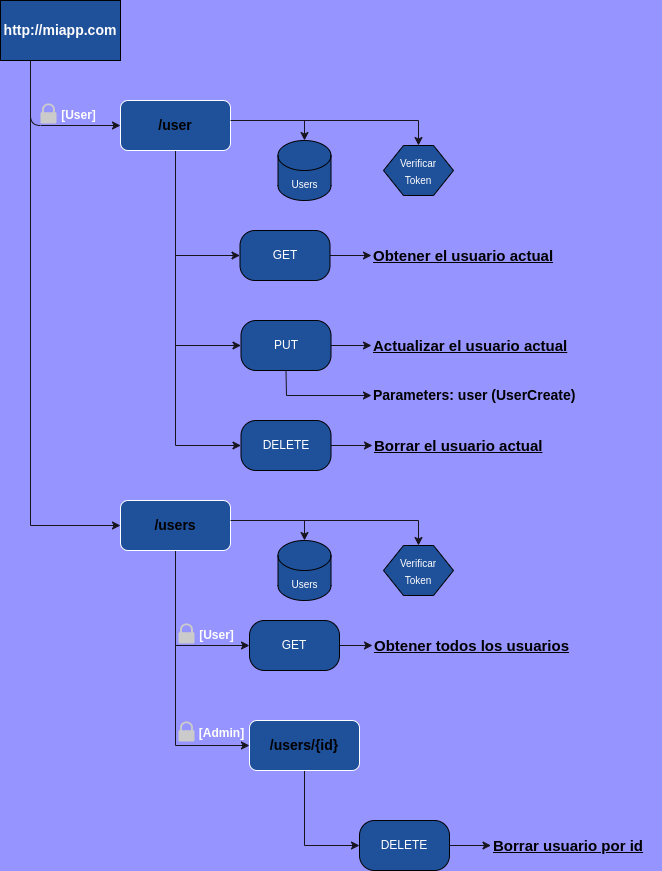 http://miapp.com
[User]
/user
Users
Verificar
Token
GET
Obtener el usuario actual
PUT
Actualizar el usuario actual
Parameters: user (UserCreate)
DELETE
Borrar el usuario actual
/users
Users
Verificar
Token
[User]
GET
Obtener todos los usuarios
[Admin]
/users/{id}
DELETE
Borrar usuario por id